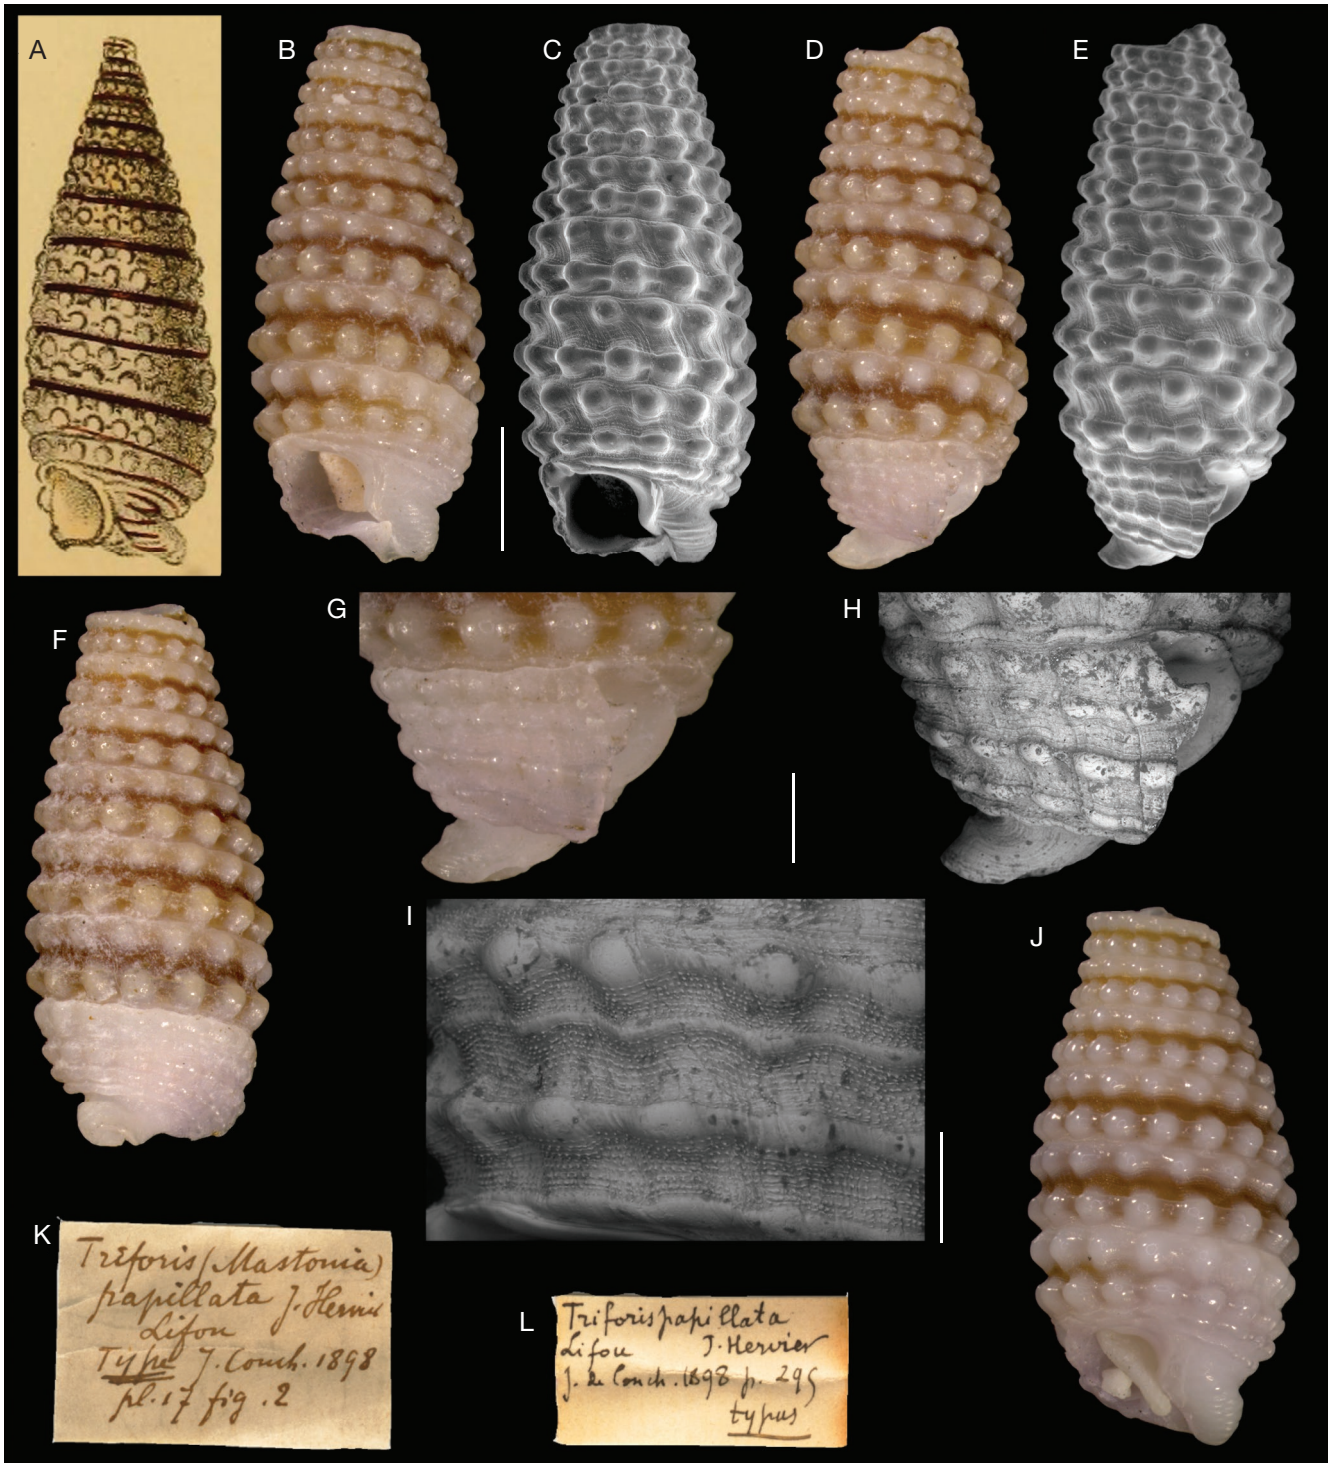 A
B
C
D
E
F
G
H
I
J
K
Triforis (Mastonia)
papillata J. Hervier
Lifou
Type J. Conch. 1898
pl. 17 fig. 2
L
Triforis papillata
Lifou J. Hervier
J. de Conch. 1898 p. 295
typus